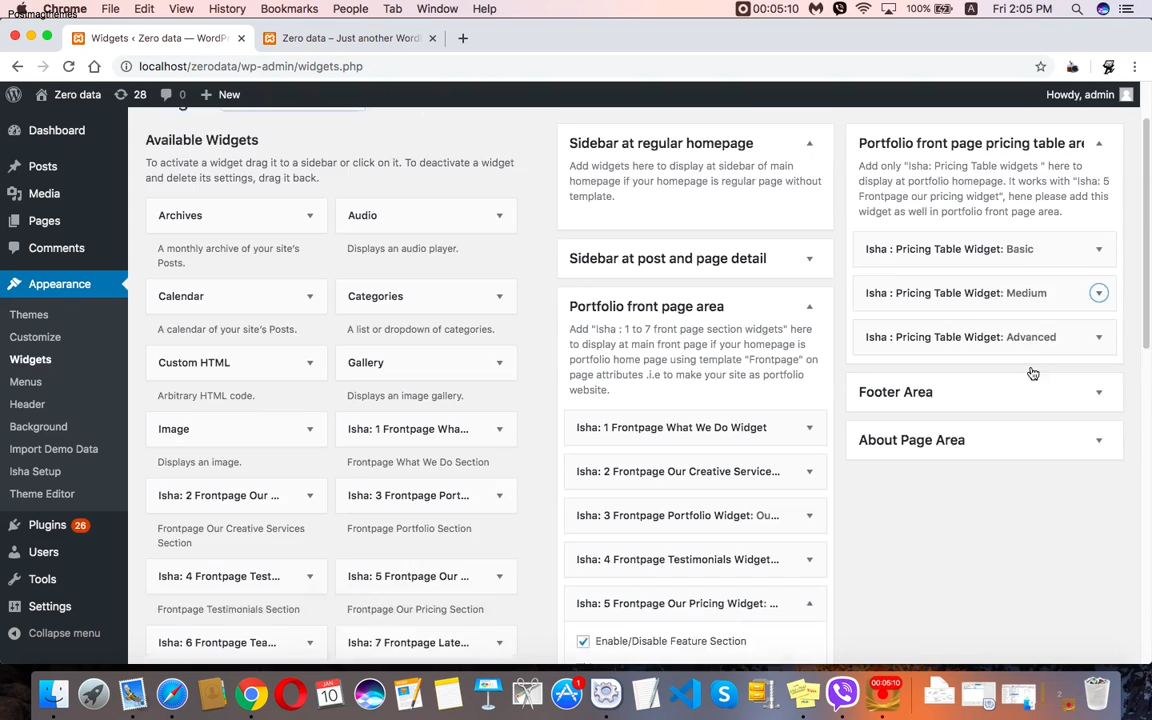 Chrome File Edit View History Bookmarks People Tab Window Help 00:05:10 100% A Fri 2:05 PM
Postmagthemes
Widgets ‹ Zero data — WordPr Zero data – Just another Word
localhost/zerodata/wp-admin/widgets.php
Zero data 28 0 New Howdy, admin
Dashboard
Posts
Media
Pages
Comments
Appearance
Themes
Customize
Widgets
Menus
Header
Background
Import Demo Data
Isha Setup
Theme Editor
Plugins 26
Users
Tools
Settings
Collapse menu
Available Widgets
To activate a widget drag it to a sidebar or click on it. To deactivate a widget
and delete its settings, drag it back.
Archives
A monthly archive of your site's
Posts.
Audio
Displays an audio player.
Calendar
A calendar of your site's Posts.
Categories
A list or dropdown of categories.
Custom HTML
Arbitrary HTML code.
Gallery
Displays an image gallery.
Image
Displays an image.
Isha: 1 Frontpage Wha...
Frontpage What We Do Section
Isha: 2 Frontpage Our ...
Frontpage Our Creative Services
Section
Isha: 3 Frontpage Port...
Frontpage Portfolio Section
Isha: 4 Frontpage Test...
Frontpage Testimonials Section
Isha: 5 Frontpage Our ...
Frontpage Our Pricing Section
Isha: 6 Frontpage Tea...
Isha: 7 Frontpage Late...
Sidebar at regular homepage
Add widgets here to display at sidebar of main
homepage if your homepage is regular page without
template.
Sidebar at post and page detail
Portfolio front page area
Add "Isha : 1 to 7 front page section widgets" here
to display at main front page if your homepage is
portfolio home page using template "Frontpage" on
page attributes .i.e to make your site as portfolio
website.
Isha: 1 Frontpage What We Do Widget
Isha: 2 Frontpage Our Creative Service...
Isha: 3 Frontpage Portfolio Widget: Ou...
Isha: 4 Frontpage Testimonials Widget...
Isha: 5 Frontpage Our Pricing Widget: ...
Enable/Disable Feature Section
Portfolio front page pricing table are
Add only "Isha: Pricing Table widgets " here to
display at portfolio homepage. It works with "Isha: 5
Frontpage our pricing widget", hene please add this
widget as well in portfolio front page area.
Isha : Pricing Table Widget: Basic
Isha : Pricing Table Widget: Medium
Isha : Pricing Table Widget: Advanced
Footer Area
About Page Area
JAN
10
1
00:05:10
2